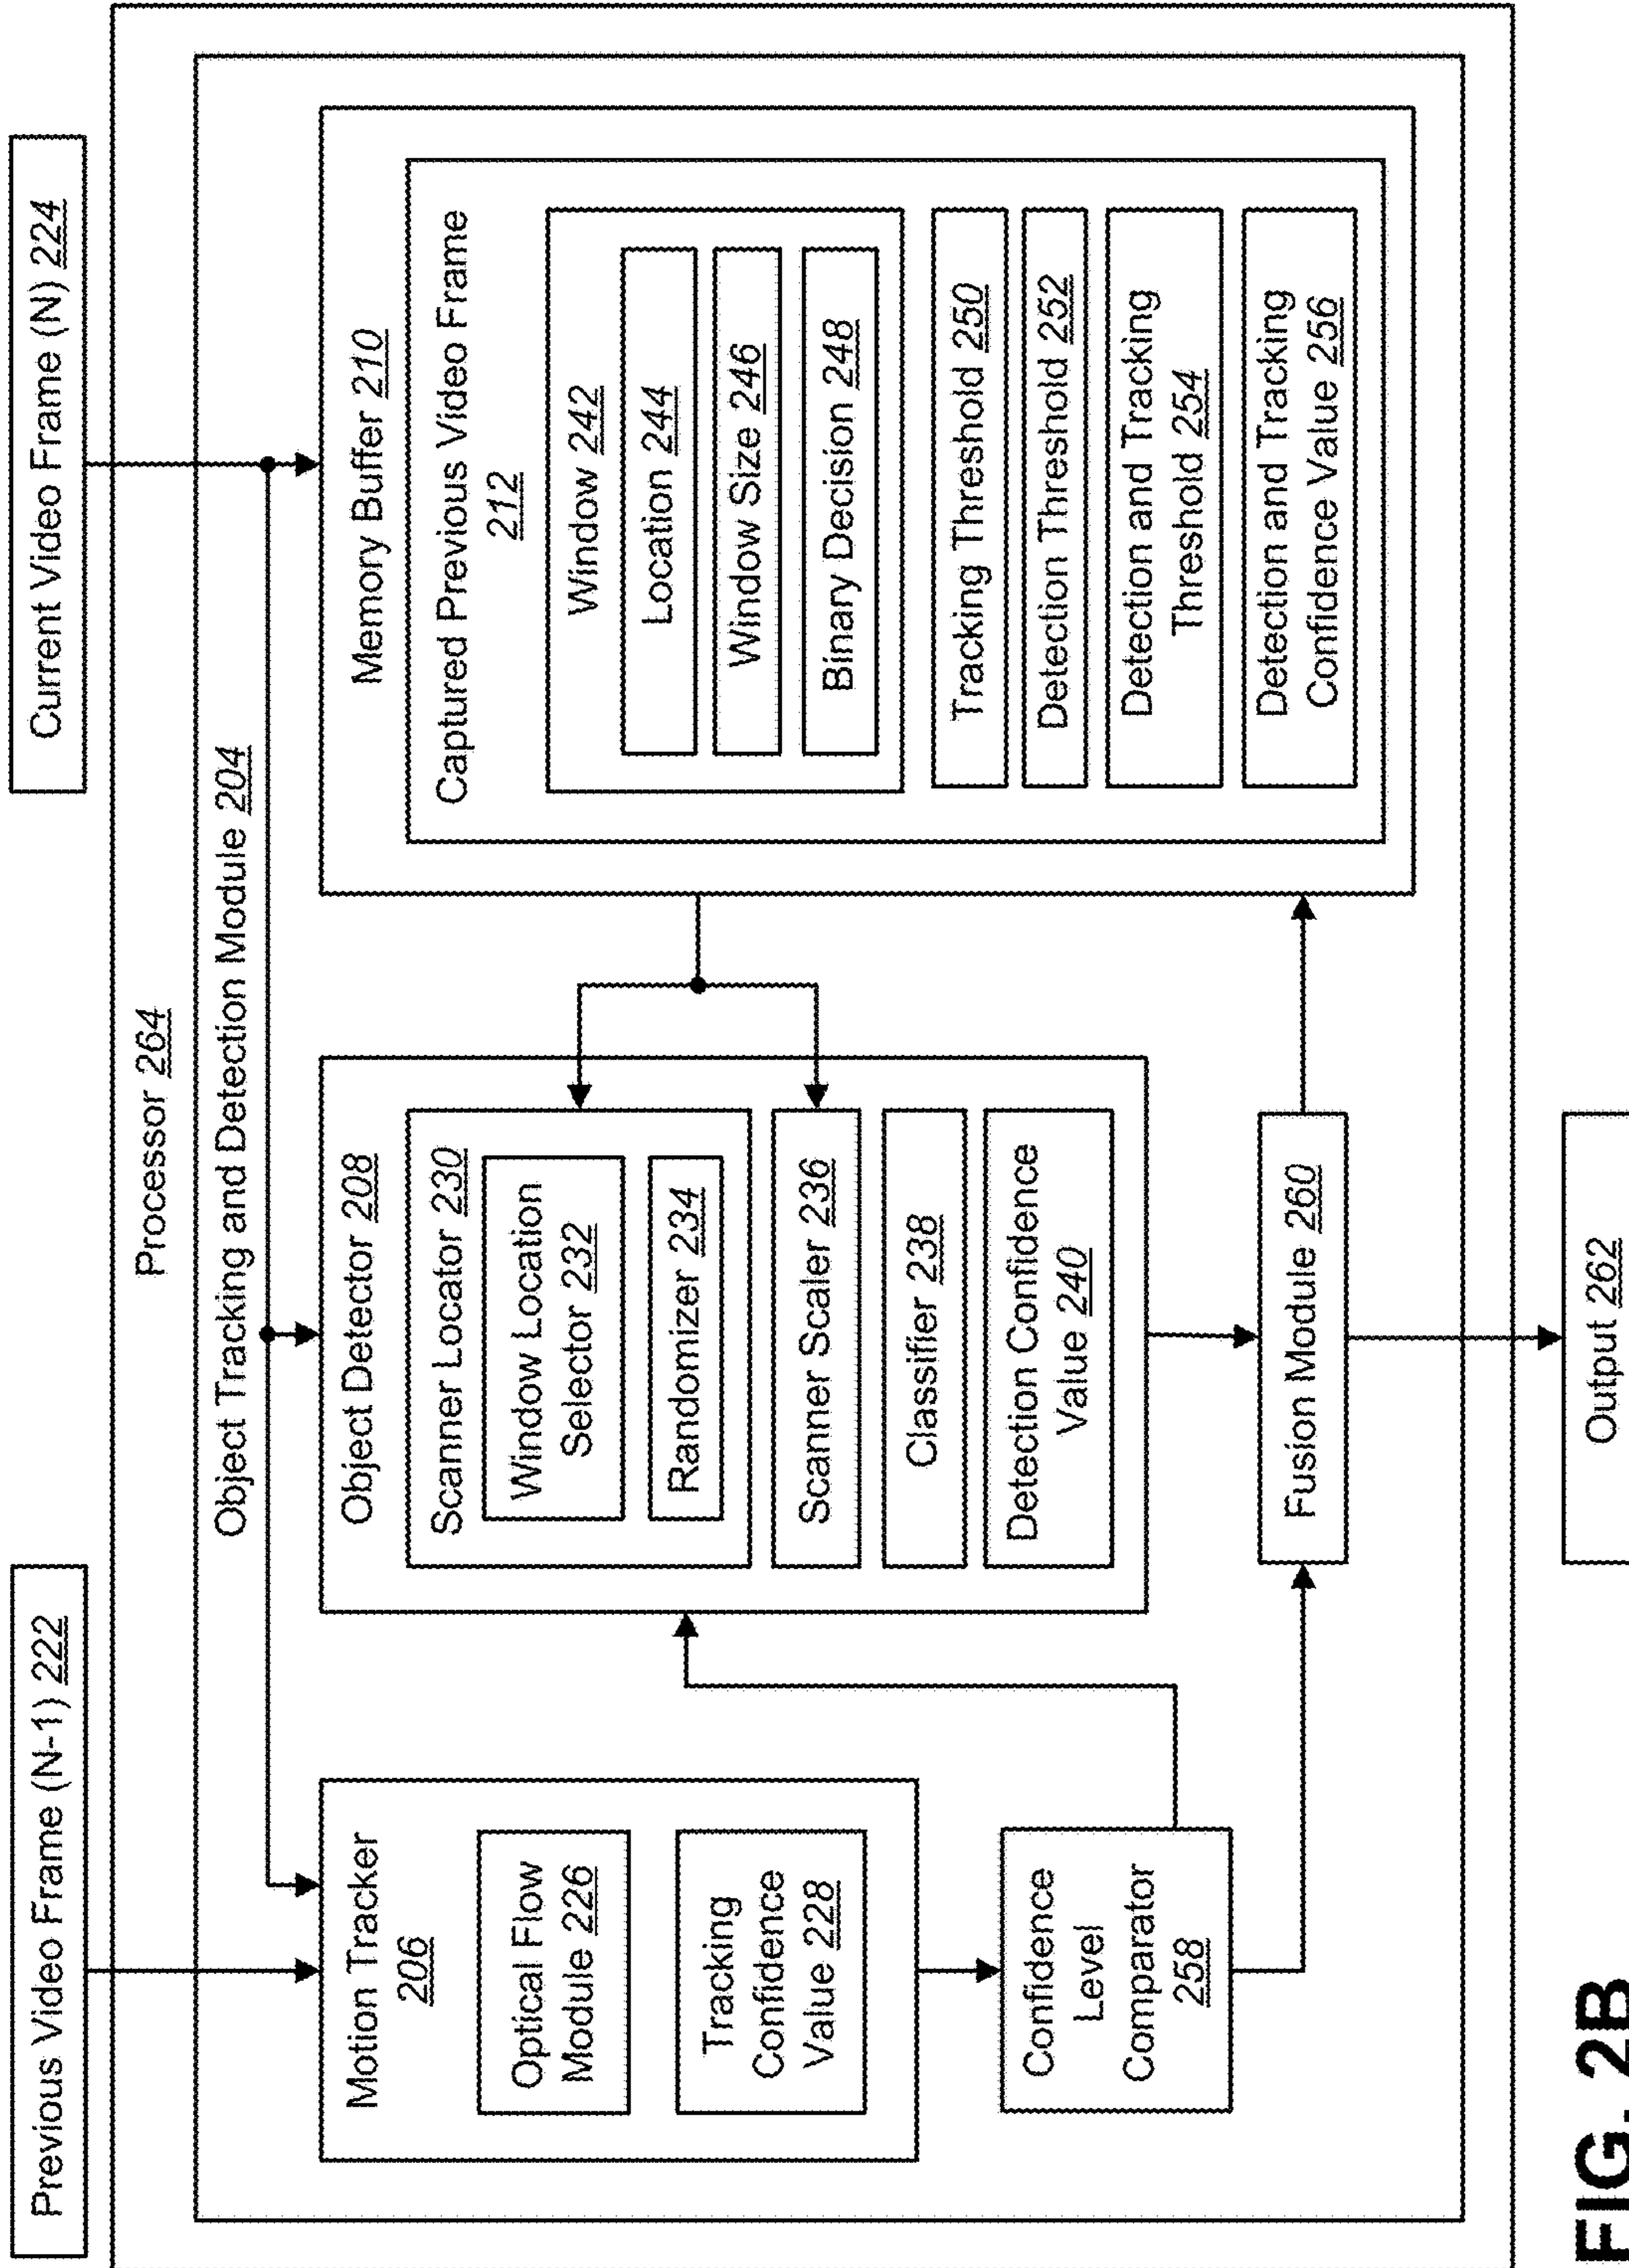 Previous Video Frame (N-1) 222
Current Video Frame (N) 224
Processor 264
Object Tracking and Detection Module 204
Motion Tracker
206
Optical Flow
Module 226
Tracking
Confidence
Value 228
Confidence
Level
Comparator
258
Object Detector 208
Scanner Locator 230
Window Location
Selector 232
Randomizer 234
Scanner Scaler 236
Classifier 238
Detection Confidence
Value 240
Fusion Module 260
Memory Buffer 210
Captured Previous Video Frame
212
Window 242
Location 244
Window Size 246
Binary Decision 248
Tracking Threshold 250
Detection Threshold 252
Detection and Tracking
Threshold 254
Detection and Tracking
Confidence Value 256
Output 262
FIG. 2B